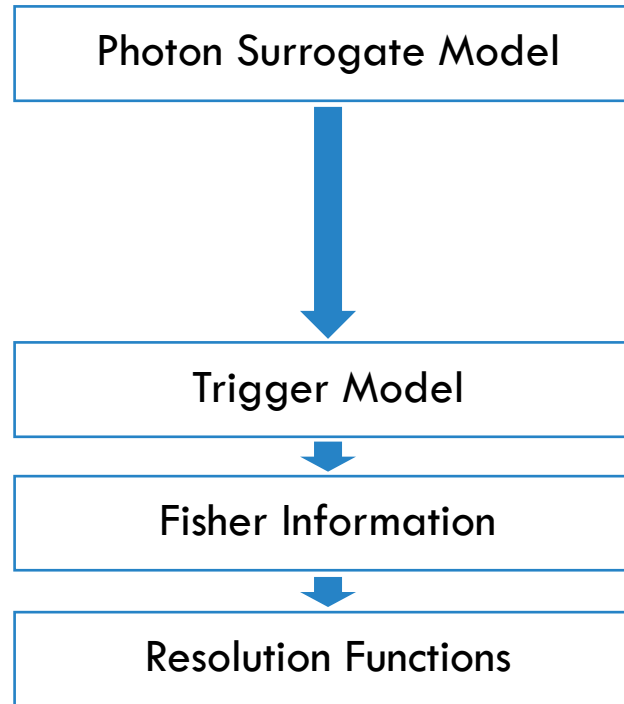 Photon Surrogate Model
Trigger Model
Fisher Information
Resolution Functions